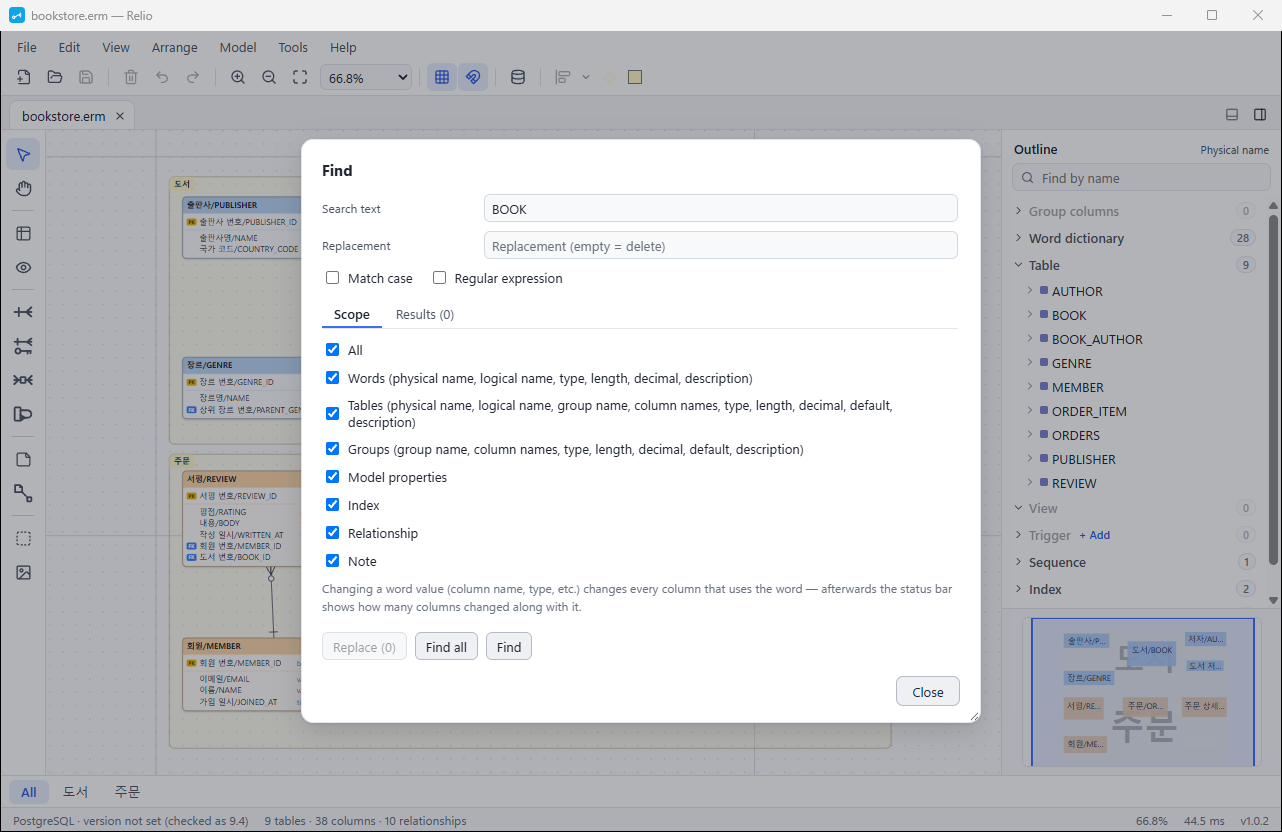 bookstore.erm — Relio
File Edit View Arrange Model Tools Help
66.8%
bookstore.erm
도서
출판사/PUBLISHER
PK 출판사 번호/PUBLISHER_ID
출판사명/NAME
국가 코드/COUNTRY_CODE
장르/GENRE
PK 장르 번호/GENRE_ID
장르명/NAME
FK 상위 장르 번호/PARENT_GEN
주문
서평/REVIEW
PK 서평 번호/REVIEW_ID
평점/RATING
내용/BODY
작성 일시/WRITTEN_AT
FK 회원 번호/MEMBER_ID
FK 도서 번호/BOOK_ID
회원/MEMBER
PK 회원 번호/MEMBER_ID
이메일/EMAIL
이름/NAME
가입 일시/JOINED_AT
Find
Search text BOOK
Replacement Replacement (empty = delete)
Match case Regular expression
Scope Results (0)
All
Words (physical name, logical name, type, length, decimal, description)
Tables (physical name, logical name, group name, column names, type, length, decimal, default,
description)
Groups (group name, column names, type, length, decimal, default, description)
Model properties
Index
Relationship
Note
Changing a word value (column name, type, etc.) changes every column that uses the word — afterwards the status bar
shows how many columns changed along with it.
Replace (0) Find all Find
Close
Outline Physical name
Find by name
Group columns 0
Word dictionary 28
Table 9
AUTHOR
BOOK
BOOK_AUTHOR
GENRE
MEMBER
ORDER_ITEM
ORDERS
PUBLISHER
REVIEW
View 0
Trigger + Add 0
Sequence 1
Index 2
출판사/P... 도서/BOOK 저자/AU...
도서 저...
장르/GENRE
서평/RE... 주문/OR... 주문 상세...
주문
회원/ME...
All 도서 주문
PostgreSQL · version not set (checked as 9.4) 9 tables · 38 columns · 10 relationships 66.8% 44.5 ms v1.0.2